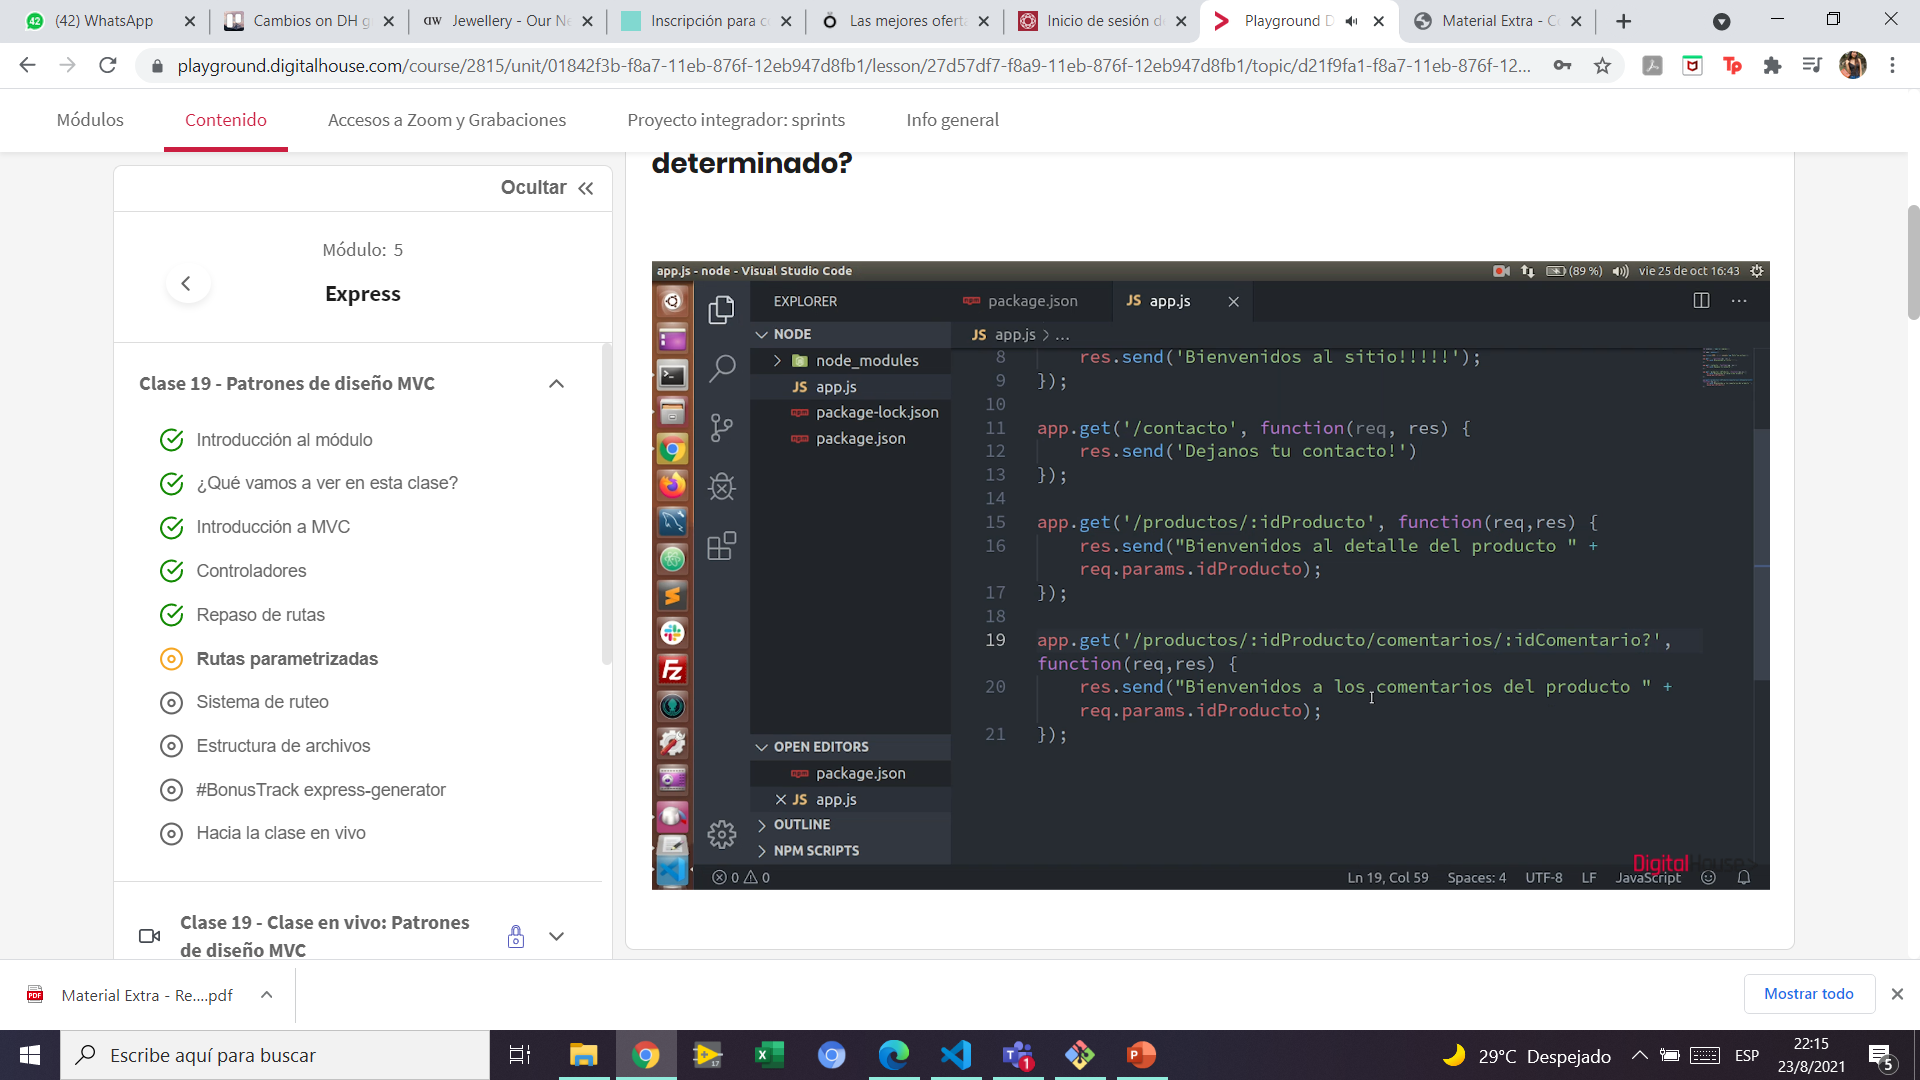 (42) WhatsApp
Cambios on DH g
Jewellery - Our Ne
Inscripción para c
Las mejores oferta
Inicio de sesión d
Playground D
Material Extra - C
playground.digitalhouse.com/course/2815/unit/01842f3b-f8a7-11eb-876f-12eb947d8fb1/lesson/27d57df7-f8a9-11eb-876f-12eb947d8fb1/topic/d21f9fa1-f8a7-11eb-876f-12...
Módulos
Contenido
Accesos a Zoom y Grabaciones
Proyecto integrador: sprints
Info general
Ocultar
Módulo: 5
Express
Clase 19 - Patrones de diseño MVC
Introducción al módulo
¿Qué vamos a ver en esta clase?
Introducción a MVC
Controladores
Repaso de rutas
Rutas parametrizadas
Sistema de ruteo
Estructura de archivos
#BonusTrack express-generator
Hacia la clase en vivo
Clase 19 - Clase en vivo: Patrones
de diseño MVC
determinado?
app.js - node - Visual Studio Code
(89 %)
vie 25 de oct 16:43
EXPLORER
NODE
node_modules
JS app.js
package-lock.json
package.json
OPEN EDITORS
package.json
JS app.js
OUTLINE
NPM SCRIPTS
package.json
JS app.js
JS app.js > ...
8 res.send('Bienvenidos al sitio!!!!!');
9 });
10
11 app.get('/contacto', function(req, res) {
12 res.send('Dejanos tu contacto!')
13 });
14
15 app.get('/productos/:idProducto', function(req,res) {
16 res.send("Bienvenidos al detalle del producto " +
req.params.idProducto);
17 });
18
19 app.get('/productos/:idProducto/comentarios/:idComentario?',
function(req,res) {
20 res.send("Bienvenidos a los comentarios del producto " +
req.params.idProducto);
21 });
DigitalHouse>
0 0
Ln 19, Col 59
Spaces: 4
UTF-8
LF
JavaScript
PDF
Material Extra - Re....pdf
Mostrar todo
Escribe aquí para buscar
29°C Despejado
ESP
22:15
23/8/2021
5